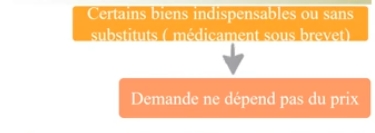 Certains biens indispensables ou sans
substituts ( médicament sous brevet)
Demande ne dépend pas du prix